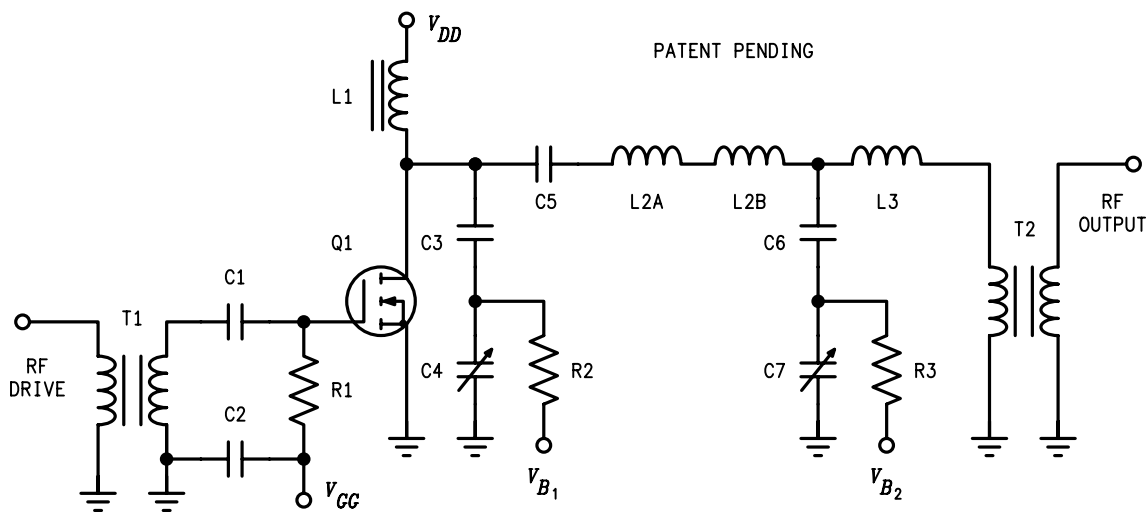 V_DD
PATENT PENDING
L1
C5
L2A
L2B
L3
RF
OUTPUT
T2
Q1
C3
C6
C1
T1
RF
DRIVE
R1
C4
R2
C7
R3
C2
V_GG
V_B1
V_B2